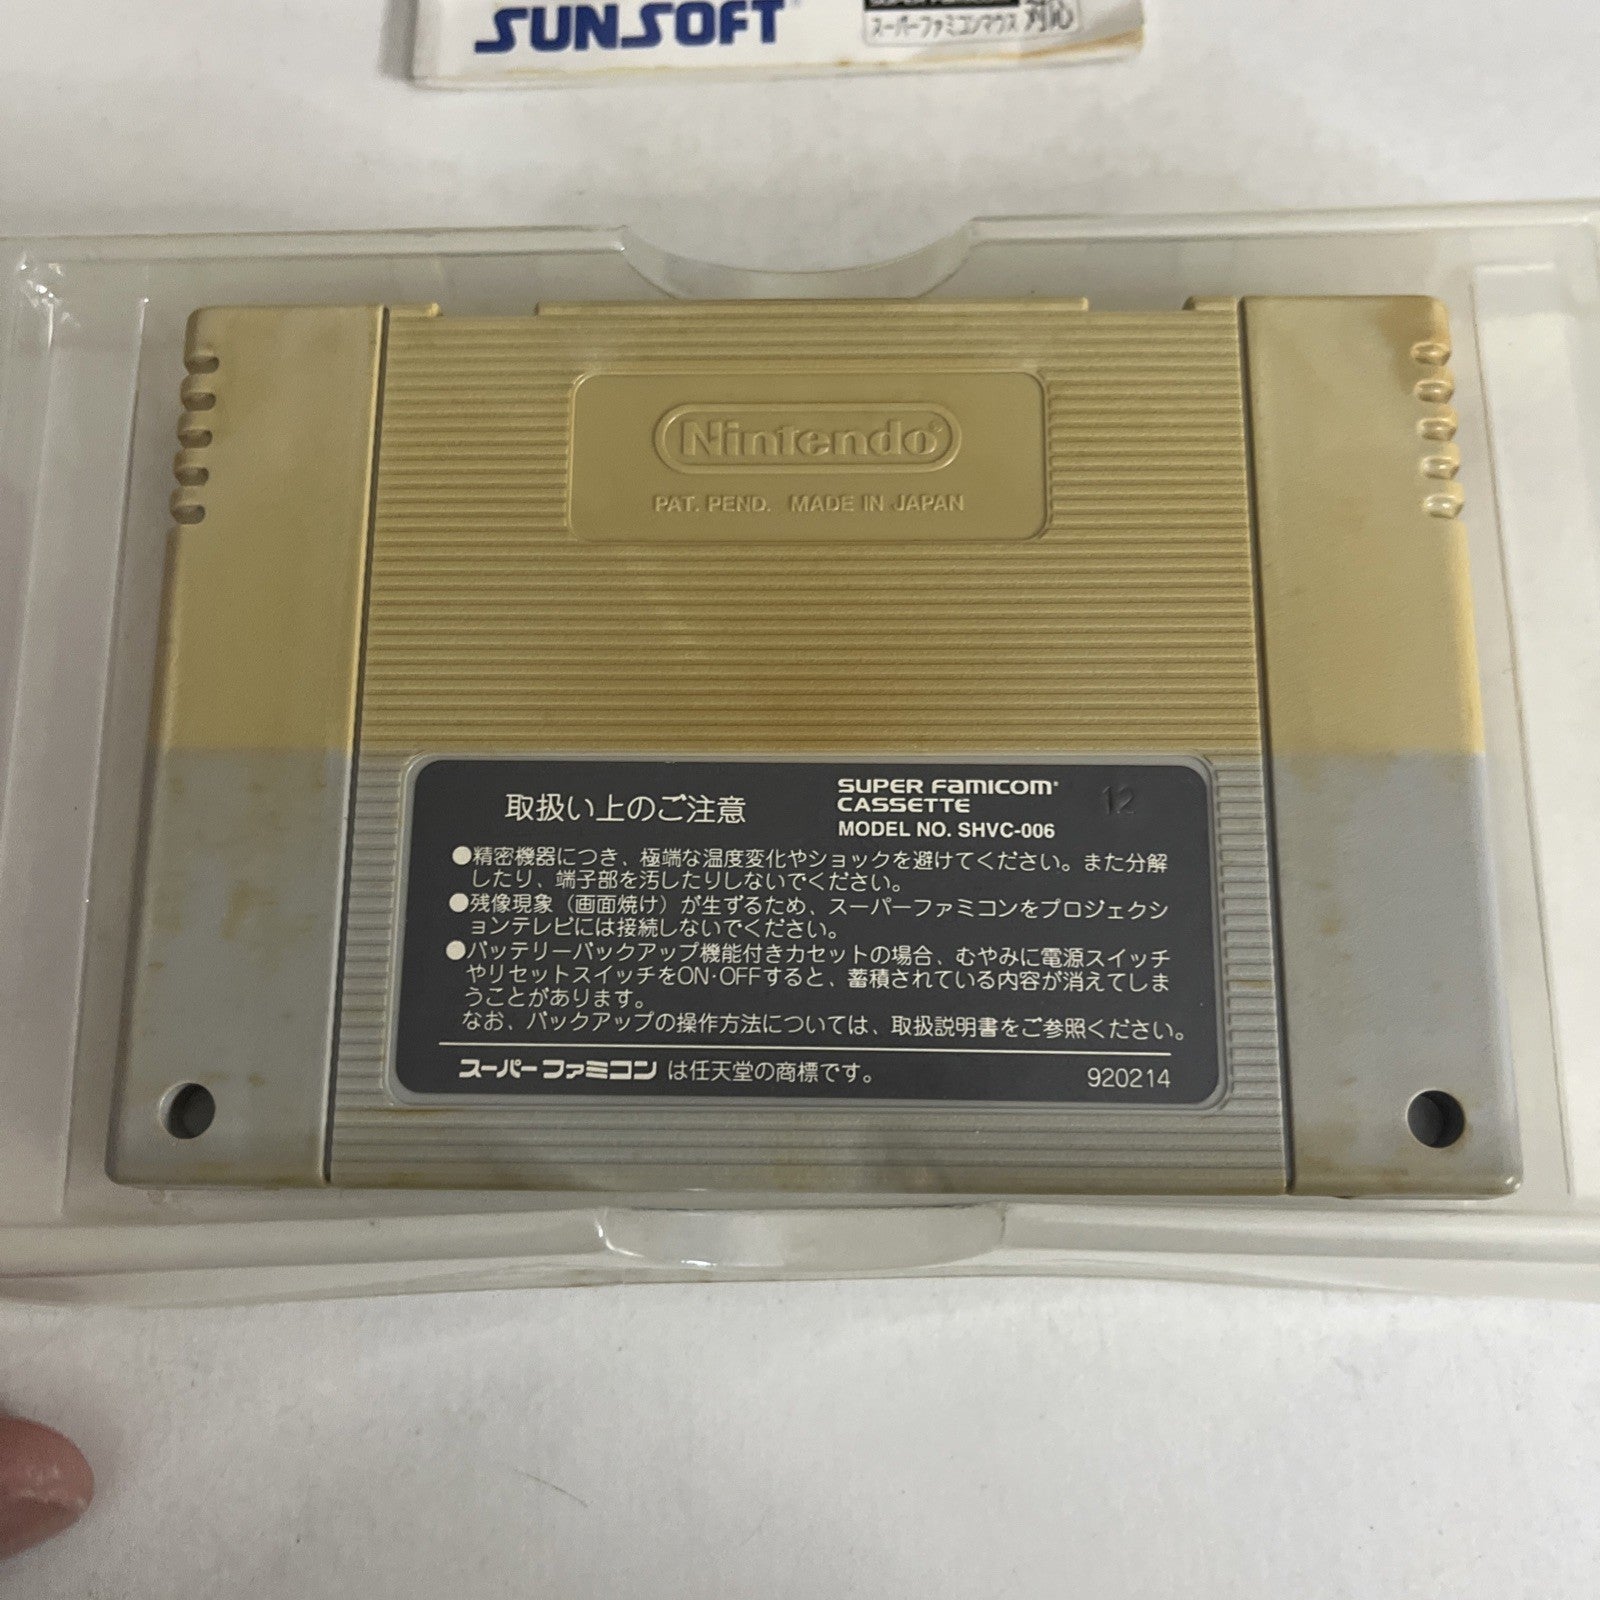 SUNSOFT
スーパーファミコンマウス対応
Nintendo
PAT. PEND. MADE IN JAPAN
取扱い上のご注意
SUPER FAMICOM
CASSETTE
MODEL NO. SHVC-006
12
●精密機器につき、極端な温度変化やショックを避けてください。また分解
したり、端子部を汚したりしないでください。
●残像現象（画面焼け）が生ずるため、スーパーファミコンをプロジェクシ
ョンテレビには接続しないでください。
●バッテリーバックアップ機能付きカセットの場合、むやみに電源スイッチ
やリセットスイッチをON・OFFすると、蓄積されている内容が消えてしま
うことがあります。
なお、バックアップの操作方法については、取扱説明書をご参照ください。
スーパーファミコン は任天堂の商標です。
920214